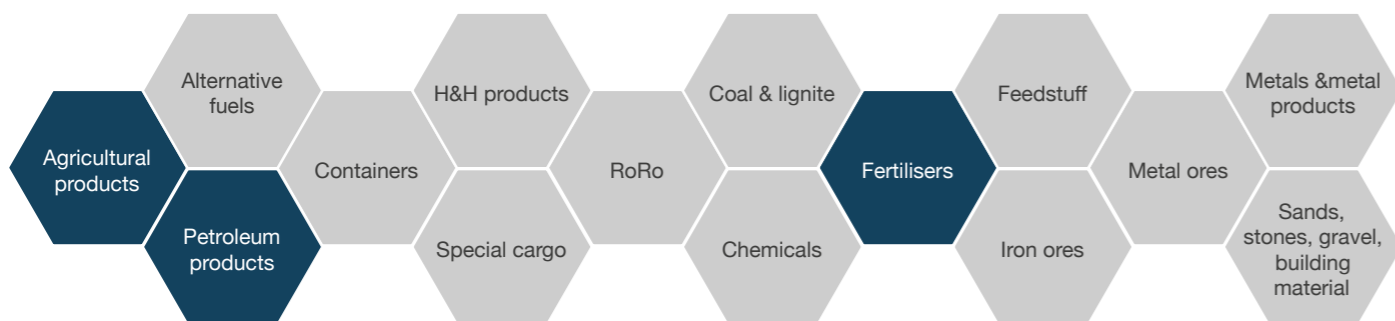 Agricultural
products
Alternative
fuels
Petroleum
products
Containers
H&H products
Special cargo
RoRo
Coal & lignite
Chemicals
Fertilisers
Feedstuff
Iron ores
Metal ores
Metals &metal
products
Sands,
stones, gravel,
building
material